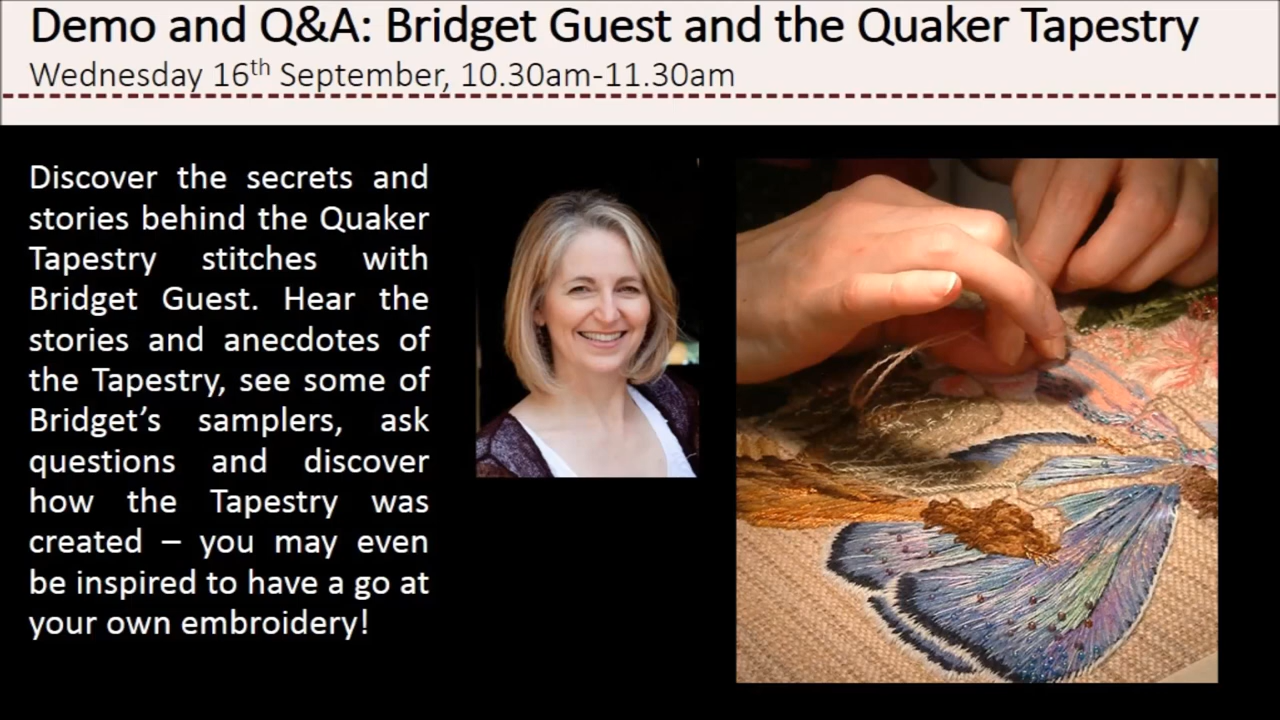 Demo and Q&A: Bridget Guest and the Quaker Tapestry
Wednesday 16th September, 10.30am-11.30am
Discover the secrets and
stories behind the Quaker
Tapestry stitches with
Bridget Guest. Hear the
stories and anecdotes of
the Tapestry, see some of
Bridget’s samplers, ask
questions and discover
how the Tapestry was
created – you may even
be inspired to have a go at
your own embroidery!